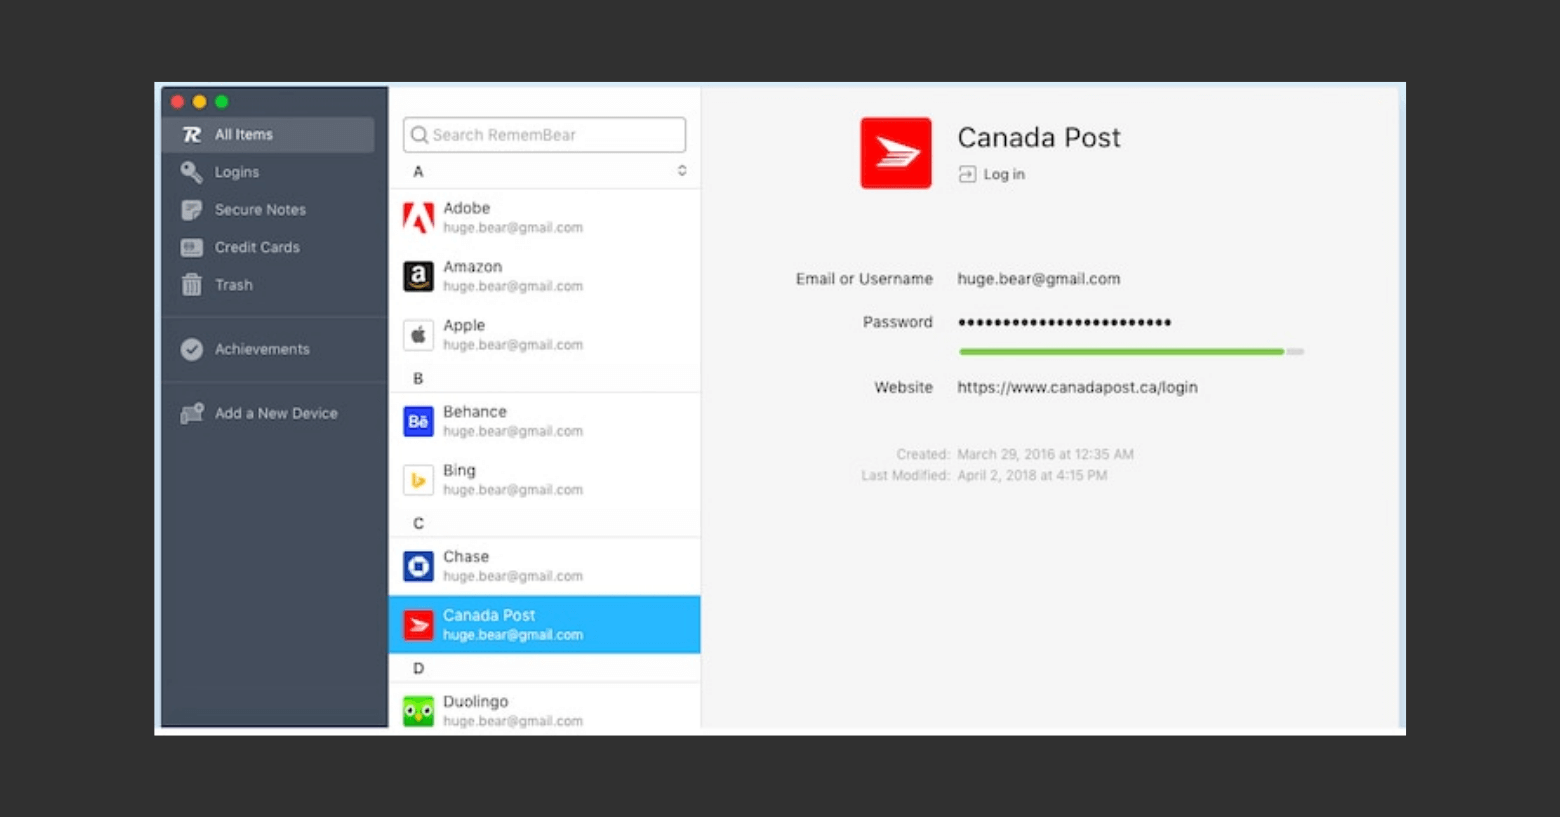 All Items
Logins
Secure Notes
Credit Cards
Trash
Achievements
Add a New Device
Search RememBear
A
Adobe
huge.bear@gmail.com
a
Amazon
huge.bear@gmail.com
Apple
huge.bear@gmail.com
B
Bē
Behance
huge.bear@gmail.com
Bing
huge.bear@gmail.com
C
Chase
huge.bear@gmail.com
Canada Post
huge.bear@gmail.com
D
Duolingo
huge.bear@gmail.com
Canada Post
Log in
Email or Username huge.bear@gmail.com
Password ••••••••••••••••••••••••
Website https://www.canadapost.ca/login
Created: March 29, 2016 at 12:35 AM
Last Modified: April 2, 2018 at 4:15 PM